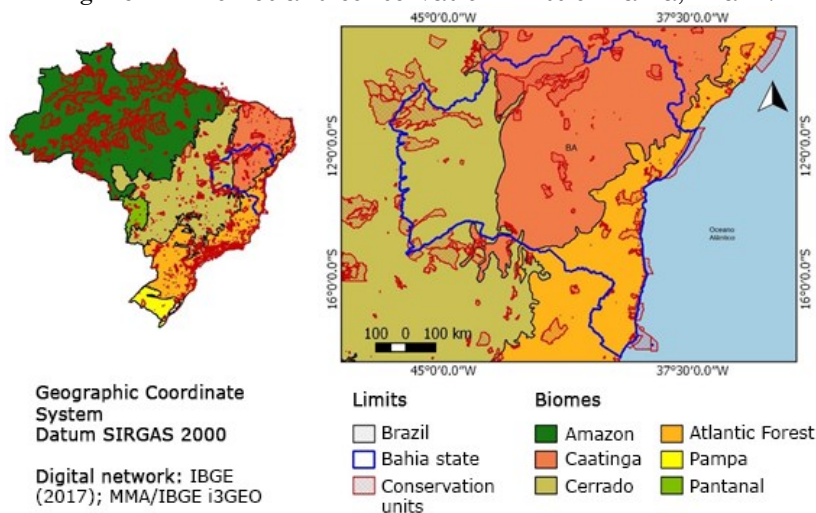 45°0'0.0"W 37°30'0.0"W
12°0'0.0"S
16°0'0.0"S
BA
12°0'0.0"S
16°0'0.0"S
Oceano
Atlântico
100 0 100 km
45°0'0.0"W 37°30'0.0"W
Geographic Coordinate
System
Datum SIRGAS 2000
Digital network: IBGE
(2017); MMA/IBGE i3GEO
Limits
Brazil
Bahia state
Conservation
units
Biomes
Amazon
Caatinga
Cerrado
Atlantic Forest
Pampa
Pantanal